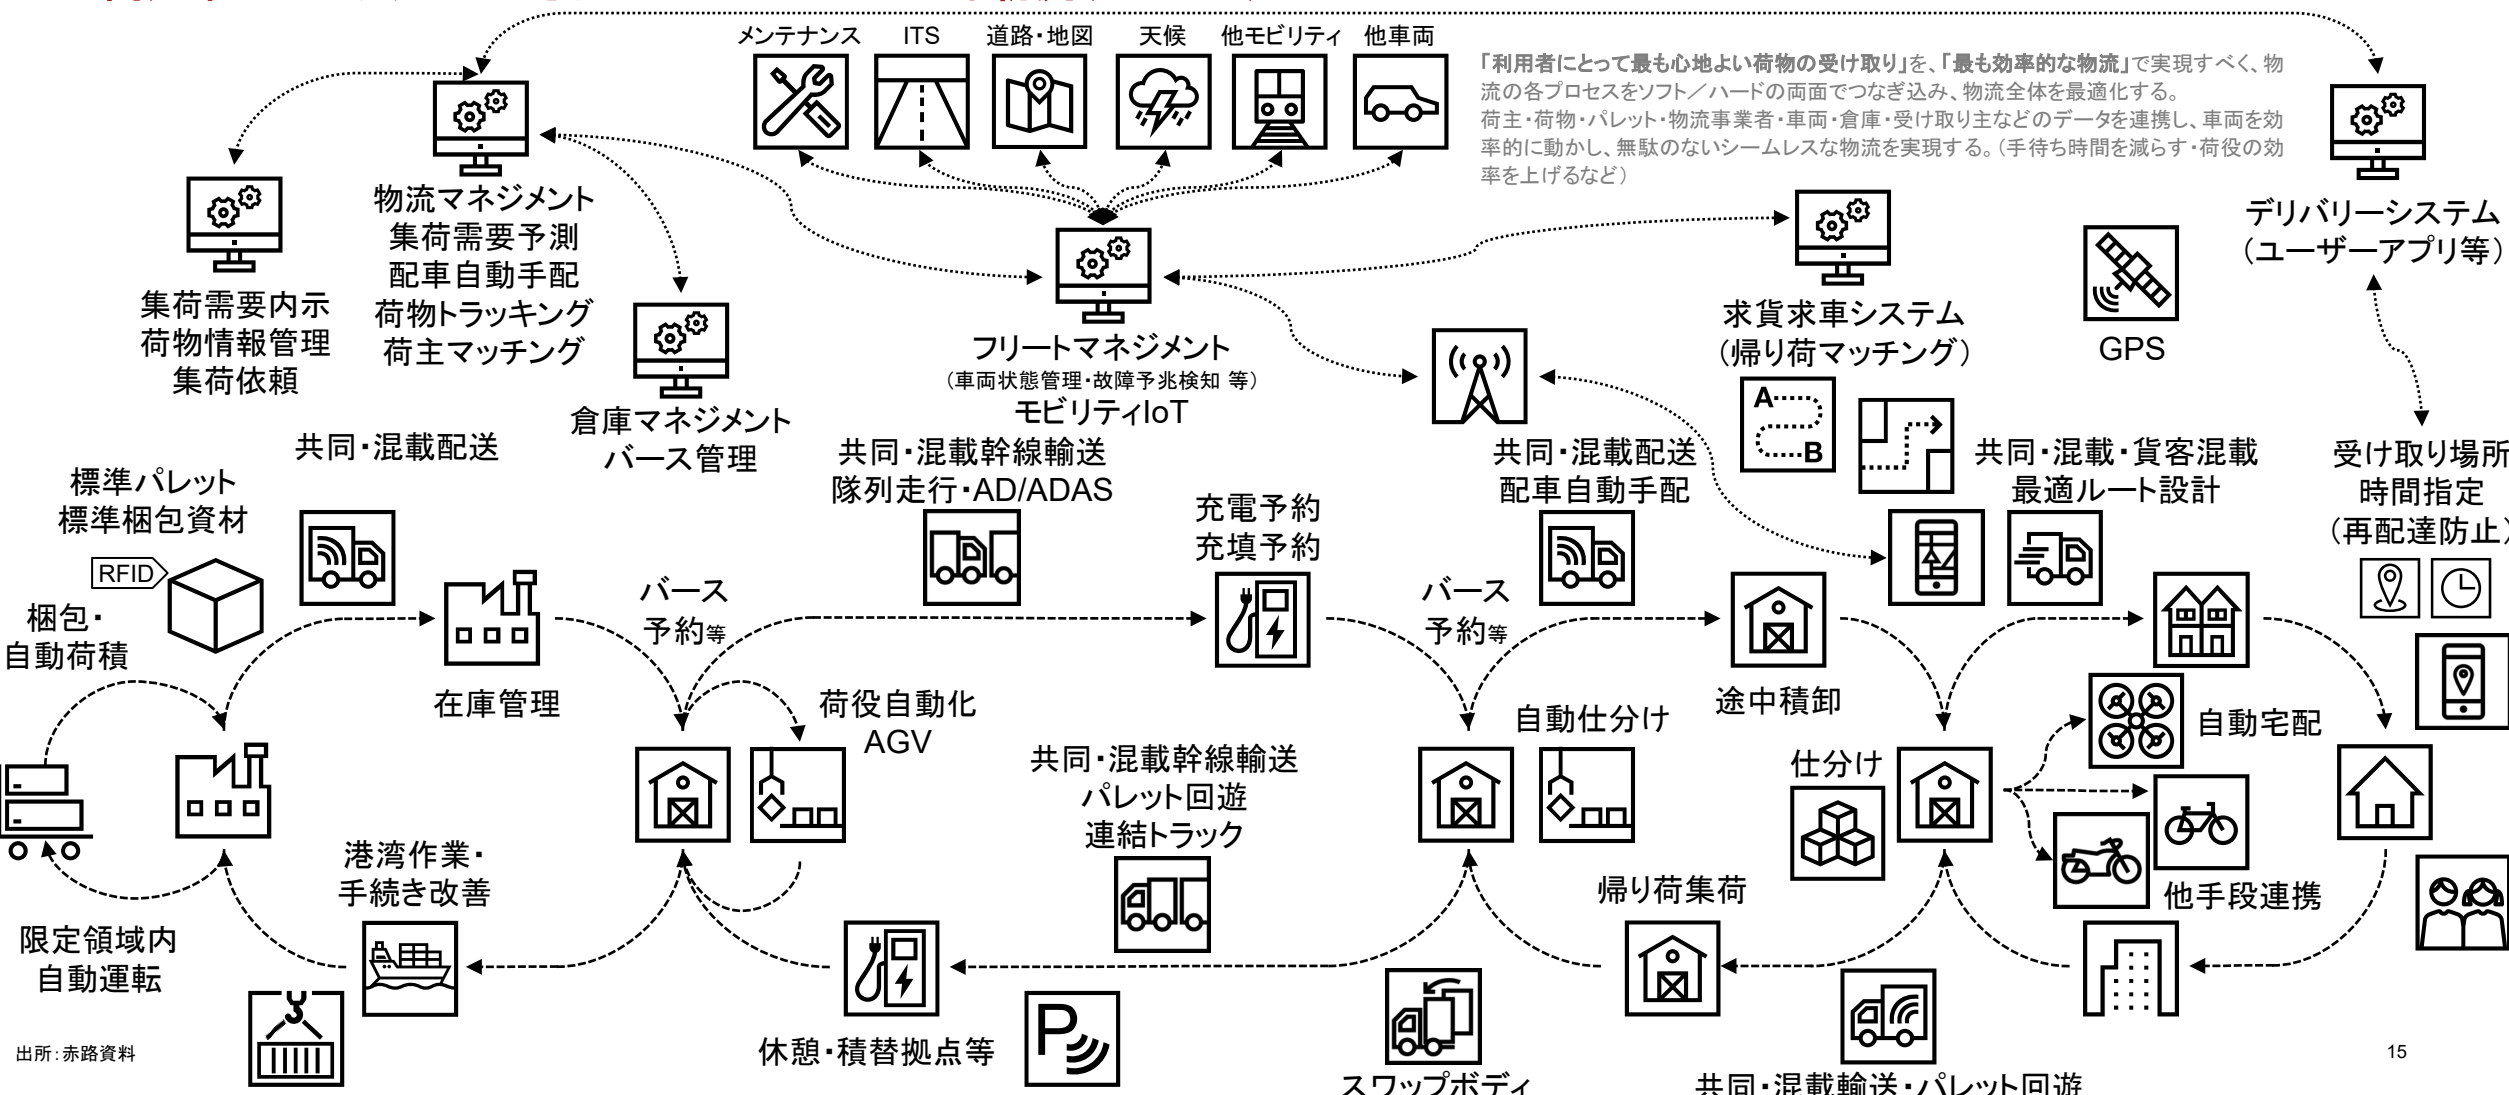 メンテナンス
ITS
道路・地図
天候
他モビリティ
他車両
「利用者にとって最も心地よい荷物の受け取り」を、「最も効率的な物流」で実現すべく、物
流の各プロセスをソフト／ハードの両面でつなぎ込み、物流全体を最適化する。
荷主・荷物・パレット・物流事業者・車両・倉庫・受け取り主などのデータを連携し、車両を効
率的に動かし、無駄のないシームレスな物流を実現する。（手待ち時間を減らす・荷役の効
率を上げるなど）
物流マネジメント
集荷需要予測
配車自動手配
荷物トラッキング
荷主マッチング
集荷需要内示
荷物情報管理
集荷依頼
倉庫マネジメント
バース管理
フリートマネジメント
（車両状態管理・故障予兆検知 等）
モビリティIoT
求貨求車システム
（帰り荷マッチング）
A
B
GPS
デリバリーシステム
（ユーザーアプリ等）
共同・混載配送
標準パレット
標準梱包資材
RFID
梱包・
自動荷積
共同・混載幹線輸送
隊列走行・AD/ADAS
充電予約
充填予約
共同・混載配送
配車自動手配
共同・混載・貨客混載
最適ルート設計
受け取り場所
時間指定
（再配達防止）
バース
予約等
バース
予約等
在庫管理
荷役自動化
AGV
自動仕分け
途中積卸
自動宅配
仕分け
共同・混載幹線輸送
パレット回遊
連結トラック
港湾作業・
手続き改善
帰り荷集荷
他手段連携
限定領域内
自動運転
休憩・積替拠点等
P
スワップボディ
共同・混載輸送・パレット回遊
出所：赤路資料
15